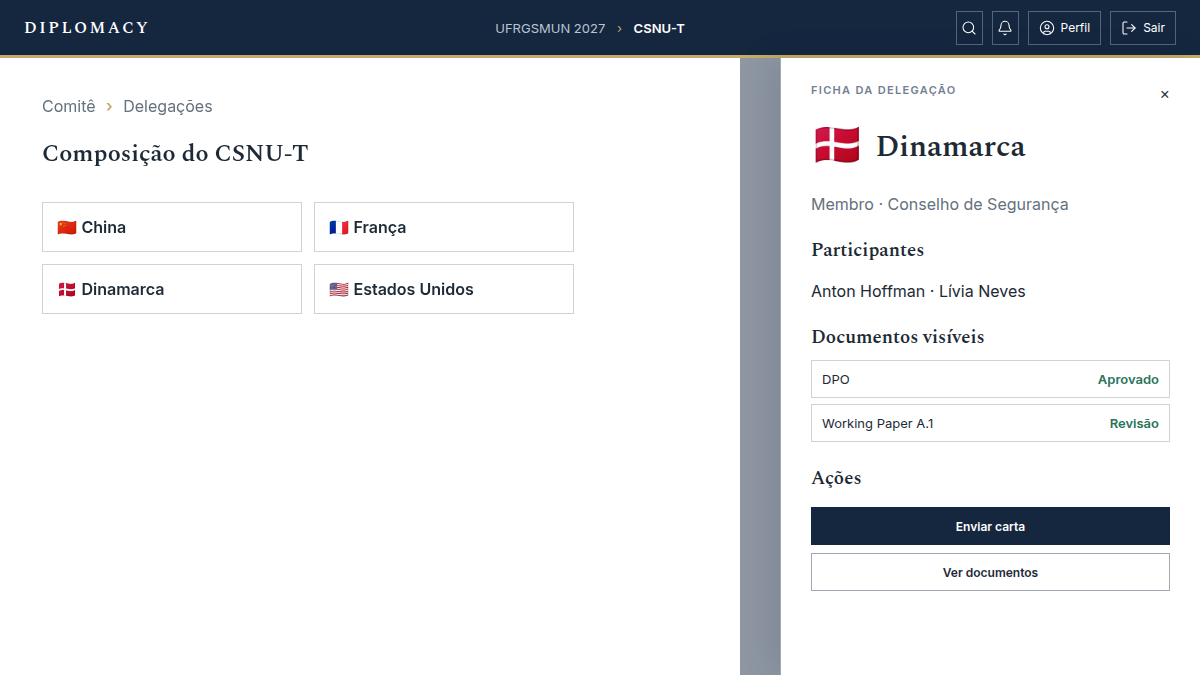 DIPLOMACY
UFRGSMUN 2027 › CSNU-T
Perfil
Sair
Comitê › Delegações
Composição do CSNU-T
China
França
Dinamarca
Estados Unidos
FICHA DA DELEGAÇÃO
×
Dinamarca
Membro · Conselho de Segurança
Participantes
Anton Hoffman · Lívia Neves
Documentos visíveis
DPO Aprovado
Working Paper A.1 Revisão
Ações
Enviar carta
Ver documentos